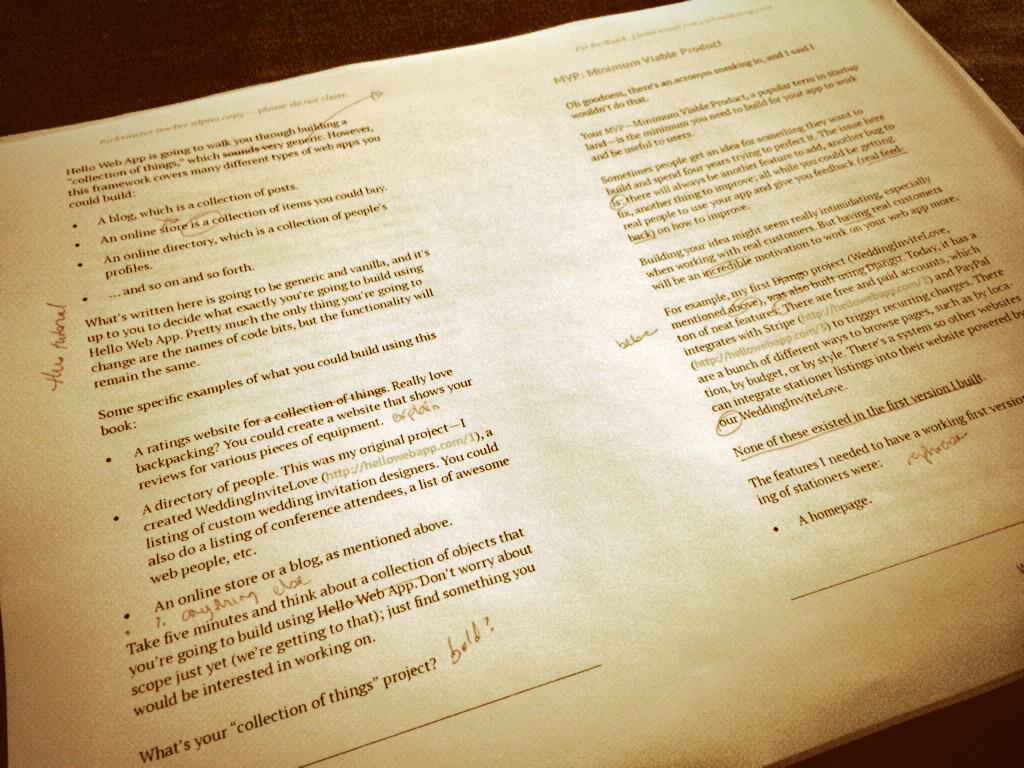 Kickstarter backer alpha copy — please do not share.
Hello Web App is going to walk you through building a
“collection of things,” which sounds very generic. However,
this framework covers many different types of web apps you
could build:
• A blog, which is a collection of posts.
• An online store is a collection of items you could buy.
• An online directory, which is a collection of people's
profiles.
• … and so on and so forth.
What's written here is going to be generic and vanilla, and it's
up to you to decide what exactly you're going to build using
Hello Web App. Pretty much the only thing you're going to
change are the names of code bits, but the functionality will
remain the same.
the tutorial
Some specific examples of what you could build using this
book:
• A ratings website for a collection of things. Really love
backpacking? You could create a website that shows your
reviews for various pieces of equipment. explain
• A directory of people. This was my original project—I
created WeddingInviteLove (http://hellowebapp.com/1), a
listing of custom wedding invitation designers. You could
also do a listing of conference attendees, a list of awesome
web people, etc.
• An online store or a blog, as mentioned above.
• ?. anything else
Take five minutes and think about a collection of objects that
you're going to build using Hello Web App. Don't worry about
scope just yet (we're getting to that); just find something you
would be interested in working on.
What's your “collection of things” project? bold?
For feedback, please email
MVP: Minimum Viable Product
Oh goodness, there's an acronym sneaking in, and I said I
wouldn't do that.
Your MVP—Minimum Viable Product, a popular term in startup
land—is the minimum you need to build for your app to work
and be useful to users.
Sometimes people get an idea for something they want to
build and spend four years trying to perfect it. The issue here
is: there will always be another feature to add, another bug to
fix, another thing to improve; all while you could be getting
real people to use your app and give you feedback (real feed-
back) on how to improve.
Building your idea might seem really intimidating, especially
when working with real customers. But having real customers
will be an incredible motivation to work on your web app more.
For example, my first Django project (WeddingInviteLove,
mentioned above), was also built using Django. Today, it has a
ton of neat features. There are free and paid accounts, which
integrates with Stripe (http://hellowebapp.com/2) and PayPal
(http://hellowebapp.com/3) to trigger recurring charges. There
are a bunch of different ways to browse pages, such as by loca-
tion, by budget, or by style. There's a system so other websites
can integrate stationer listings into their website powered by
our WeddingInviteLove.
None of these existed in the first version I built.
The features I needed to have a working first version
ing of stationers were: rephrase
• A homepage.